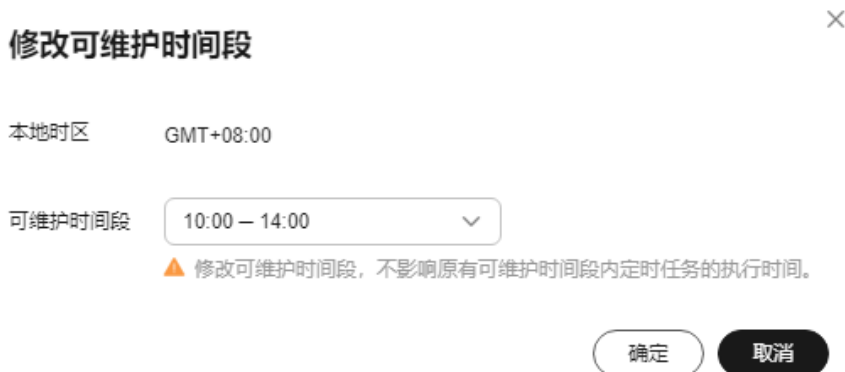 修改可维护时间段
本地时区 GMT+08:00
可维护时间段 10:00 — 14:00
修改可维护时间段，不影响原有可维护时间段内定时任务的执行时间。
确定 取消